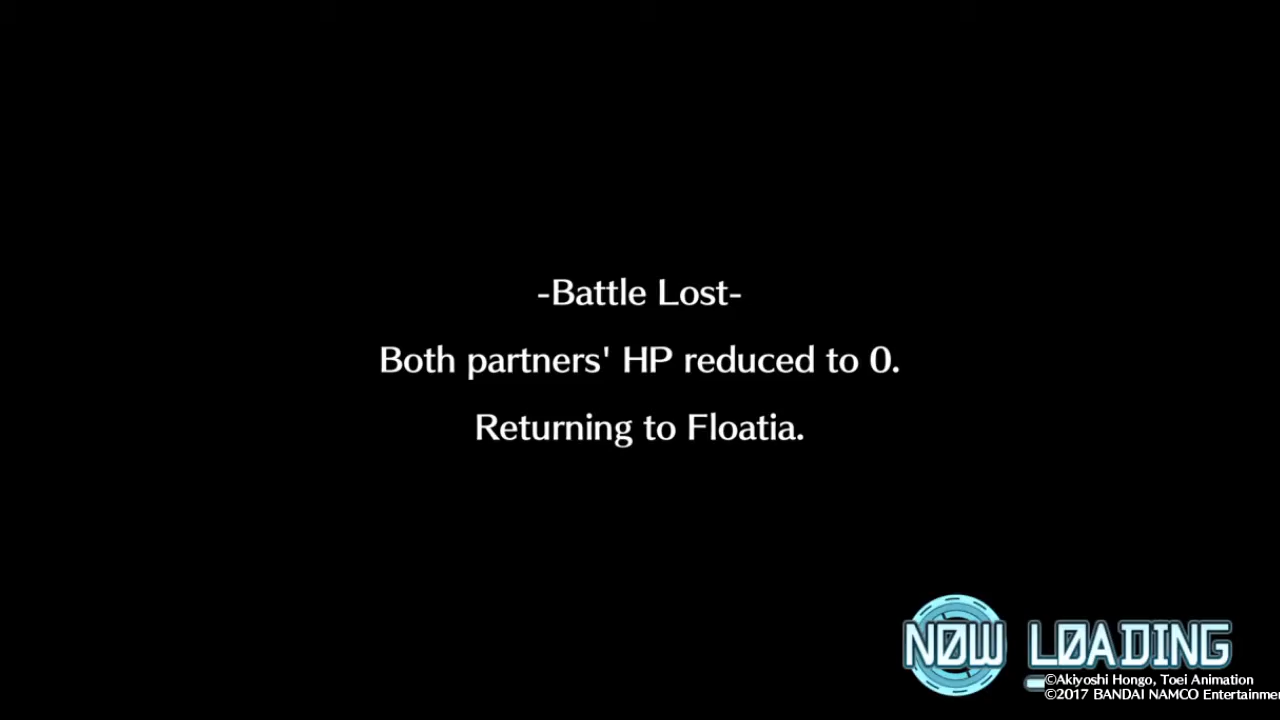 -Battle Lost-
Both partners' HP reduced to 0.
Returning to Floatia.
NOW LOADING
©Akiyoshi Hongo, Toei Animation
©2017 BANDAI NAMCO Entertainmen